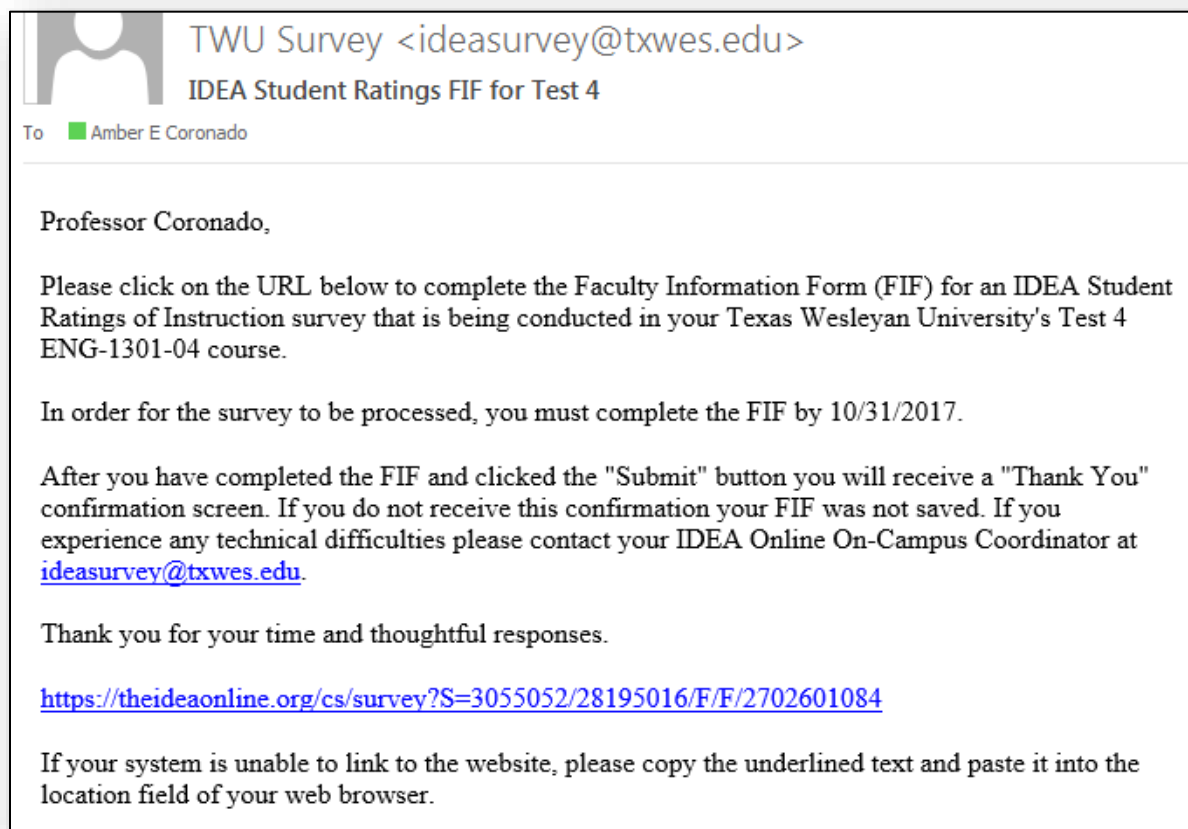 TWU Survey <ideasurvey@txwes.edu>
IDEA Student Ratings FIF for Test 4
To Amber E Coronado
Professor Coronado,
Please click on the URL below to complete the Faculty Information Form (FIF) for an IDEA Student
Ratings of Instruction survey that is being conducted in your Texas Wesleyan University's Test 4
ENG-1301-04 course.
In order for the survey to be processed, you must complete the FIF by 10/31/2017.
After you have completed the FIF and clicked the "Submit" button you will receive a "Thank You"
confirmation screen. If you do not receive this confirmation your FIF was not saved. If you
experience any technical difficulties please contact your IDEA Online On-Campus Coordinator at
ideasurvey@txwes.edu.
Thank you for your time and thoughtful responses.
https://theideaonline.org/cs/survey?S=3055052/28195016/F/F/2702601084
If your system is unable to link to the website, please copy the underlined text and paste it into the
location field of your web browser.